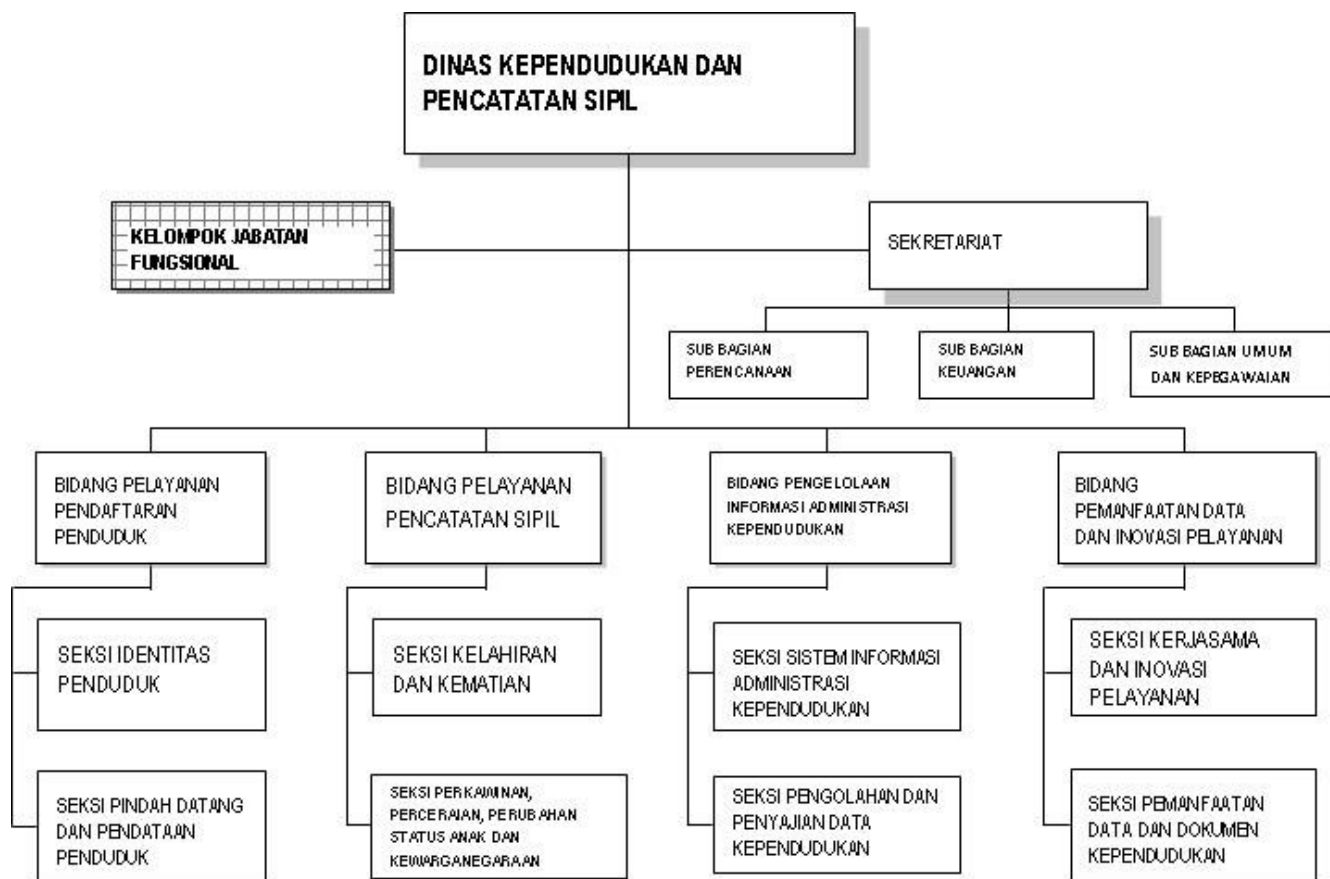 DINAS KEPENDUDUKAN DAN
PENCATATAN SIPIL
KELOMPOK JABATAN
FUNGSIONAL
SEKRETARIAT
SUB BAGIAN
PERENCANAAN
SUB BAGIAN
KEUANGAN
SUB BAGIAN UMUM
DAN KEPEGAWAIAN
BIDANG PELAYANAN
PENDAFTARAN
PENDUDUK
BIDANG PELAYANAN
PENCATATAN SIPIL
BIDANG PENGELOLAAN
INFORMASI ADMINISTRASI
KEPENDUDUKAN
BIDANG
PEMANFAATAN DATA
DAN INOVASI PELAYANAN
SEKSI IDENTITAS
PENDUDUK
SEKSI KELAHIRAN
DAN KEMATIAN
SEKSI SISTEM INFORMASI
ADMINISTRASI
KEPENDUDUKAN
SEKSI KERJASAMA
DAN INOVASI
PELAYANAN
SEKSI PINDAH DATANG
DAN PENDATAAN
PENDUDUK
SEKSI PERKAWINAN,
PERCERAIAN, PERUBAHAN
STATUS ANAK DAN
KEWARGANEGARAAN
SEKSI PENGOLAHAN DAN
PENYAJIAN DATA
KEPENDUDUKAN
SEKSI PEMANFAATAN
DATA DAN DOKUMEN
KEPENDUDUKAN